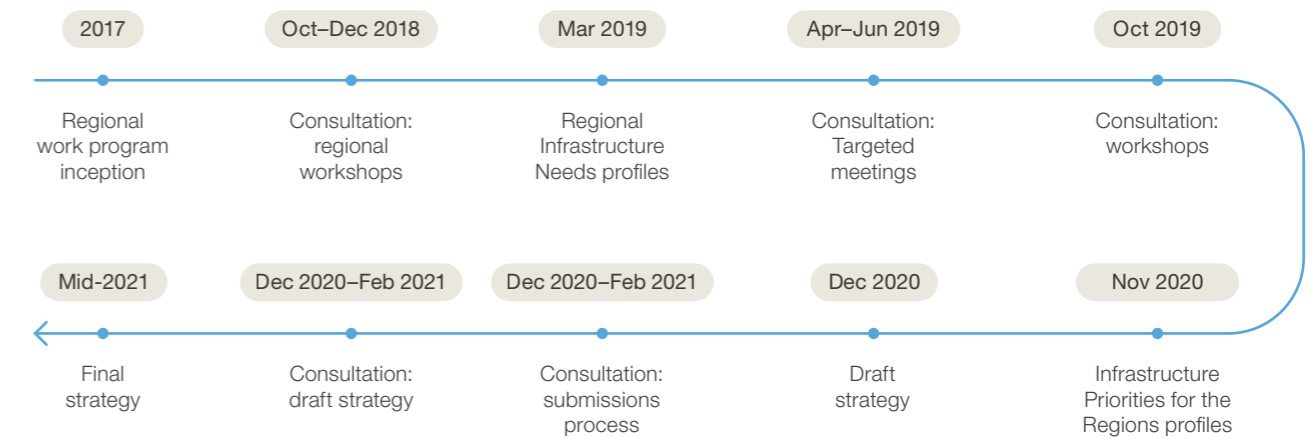 2017
Oct–Dec 2018
Mar 2019
Apr–Jun 2019
Oct 2019
Regional
work program
inception
Consultation:
regional
workshops
Regional
Infrastructure
Needs profiles
Consultation:
Targeted
meetings
Consultation:
workshops
Nov 2020
Dec 2020
Dec 2020–Feb 2021
Dec 2020–Feb 2021
Mid-2021
Infrastructure
Priorities for the
Regions profiles
Draft
strategy
Consultation:
submissions
process
Consultation:
draft strategy
Final
strategy